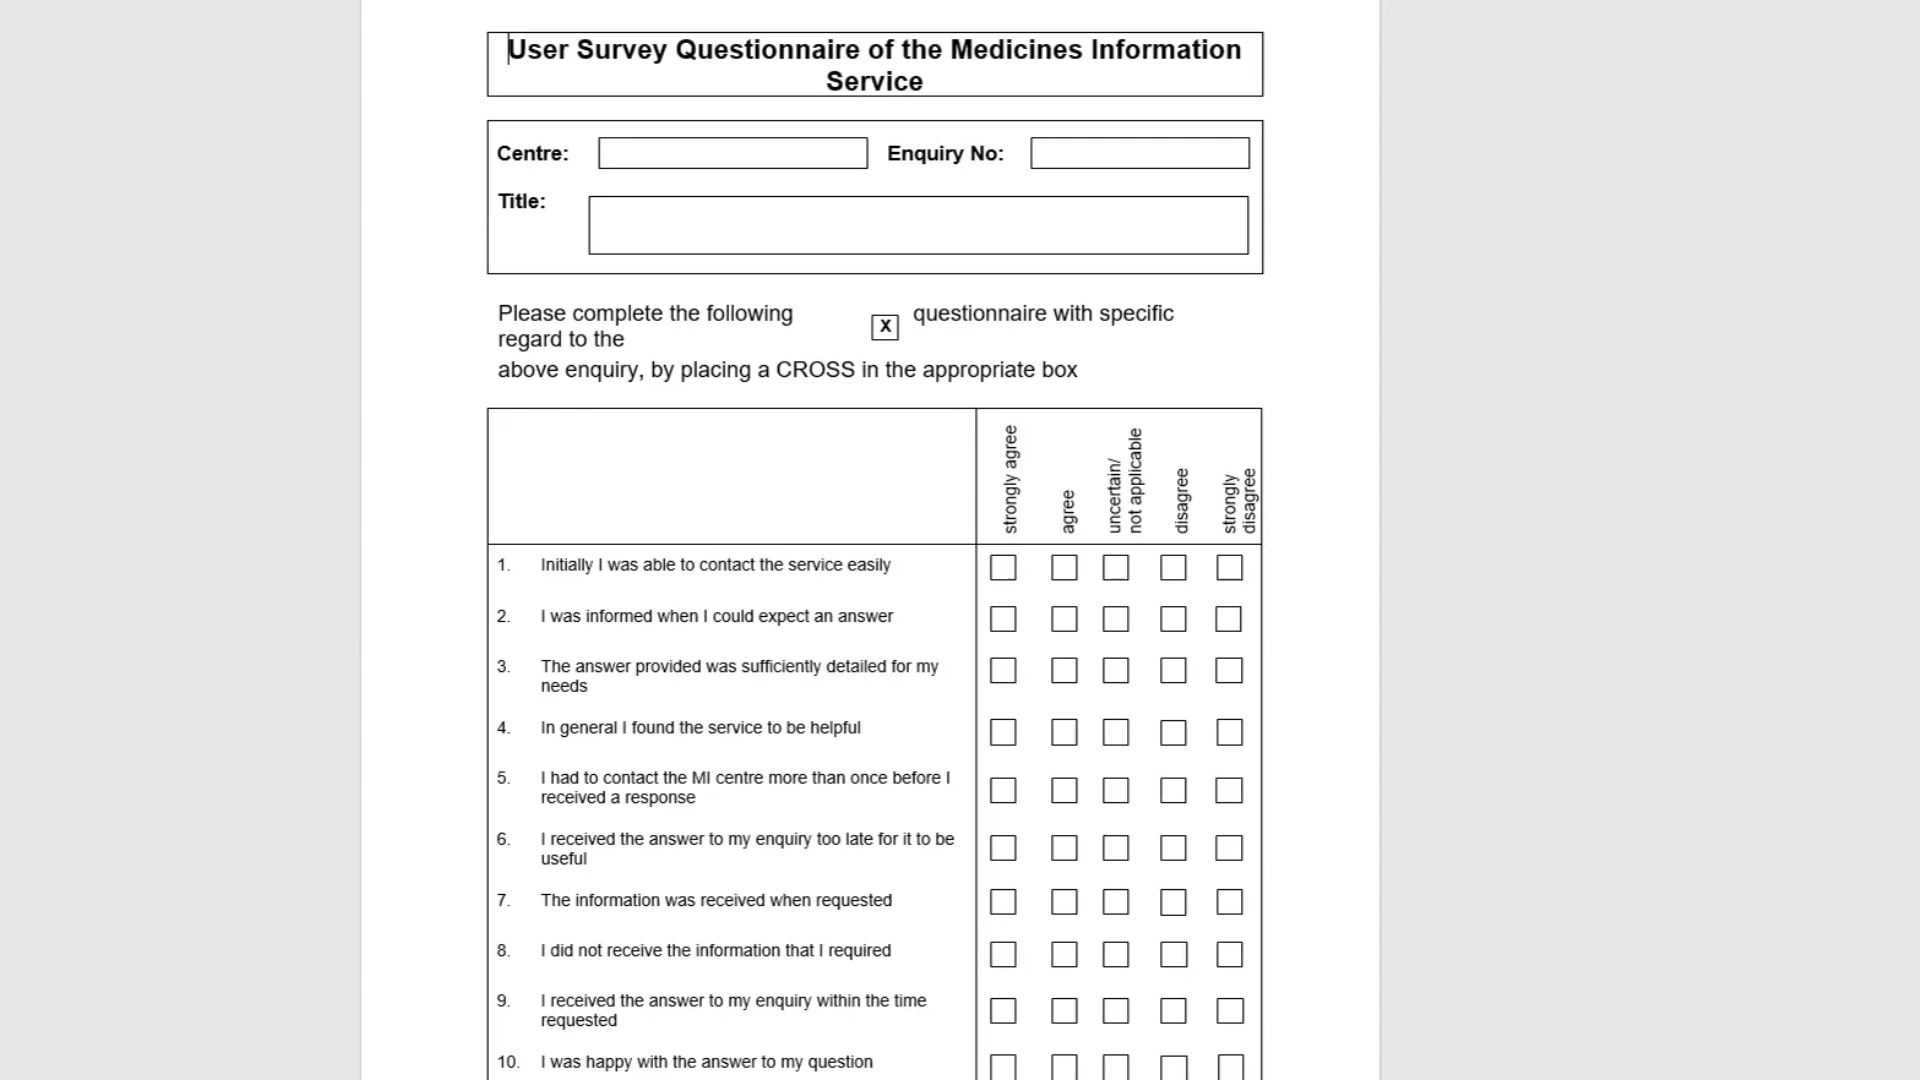 User Survey Questionnaire of the Medicines Information
Service
Centre:
Enquiry No:
Title:
Please complete the following questionnaire with specific
regard to the
X
above enquiry, by placing a CROSS in the appropriate box
strongly agree
agree
uncertain/
not applicable
disagree
strongly
disagree
1. Initially I was able to contact the service easily
2. I was informed when I could expect an answer
3. The answer provided was sufficiently detailed for my
needs
4. In general I found the service to be helpful
5. I had to contact the MI centre more than once before I
received a response
6. I received the answer to my enquiry too late for it to be
useful
7. The information was received when requested
8. I did not receive the information that I required
9. I received the answer to my enquiry within the time
requested
10. I was happy with the answer to my question